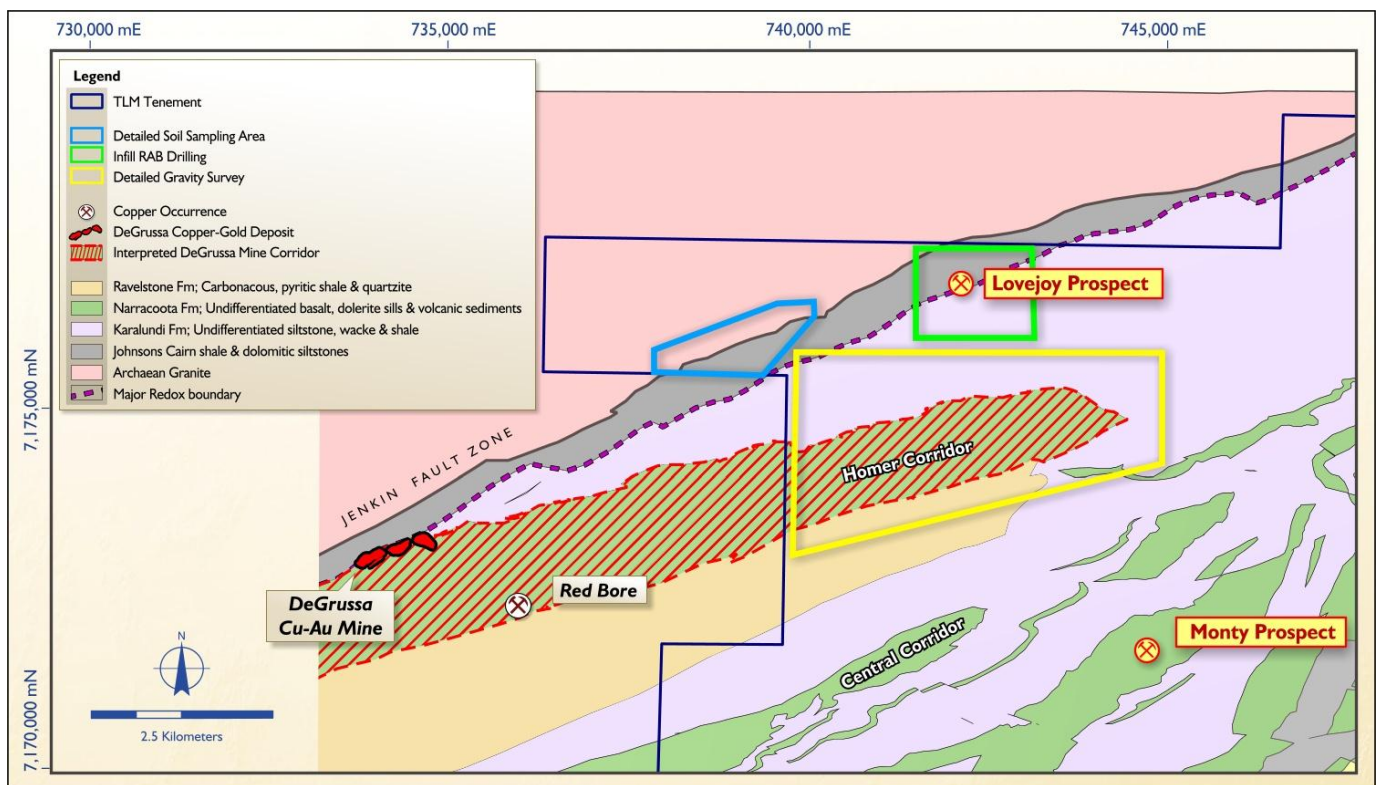 730,000 mE
735,000 mE
740,000 mE
745,000 mE
Legend
TLM Tenement
Detailed Soil Sampling Area
Infill RAB Drilling
Detailed Gravity Survey
Copper Occurrence
DeGrussa Copper-Gold Deposit
Interpreted DeGrussa Mine Corridor
Ravelstone Fm; Carbonacous, pyritic shale & quartzite
Narracoota Fm; Undifferentiated basalt, dolerite sills & volcanic sediments
Karalundi Fm; Undifferentiated siltstone, wacke & shale
Johnsons Cairn shale & dolomitic siltstones
Archaean Granite
Major Redox boundary
Lovejoy Prospect
7,175,000 mN
JENKIN FAULT ZONE
Homer Corridor
DeGrussa
Cu-Au Mine
Red Bore
Central Corridor
Monty Prospect
N
2.5 Kilometers
7,170,000 mN